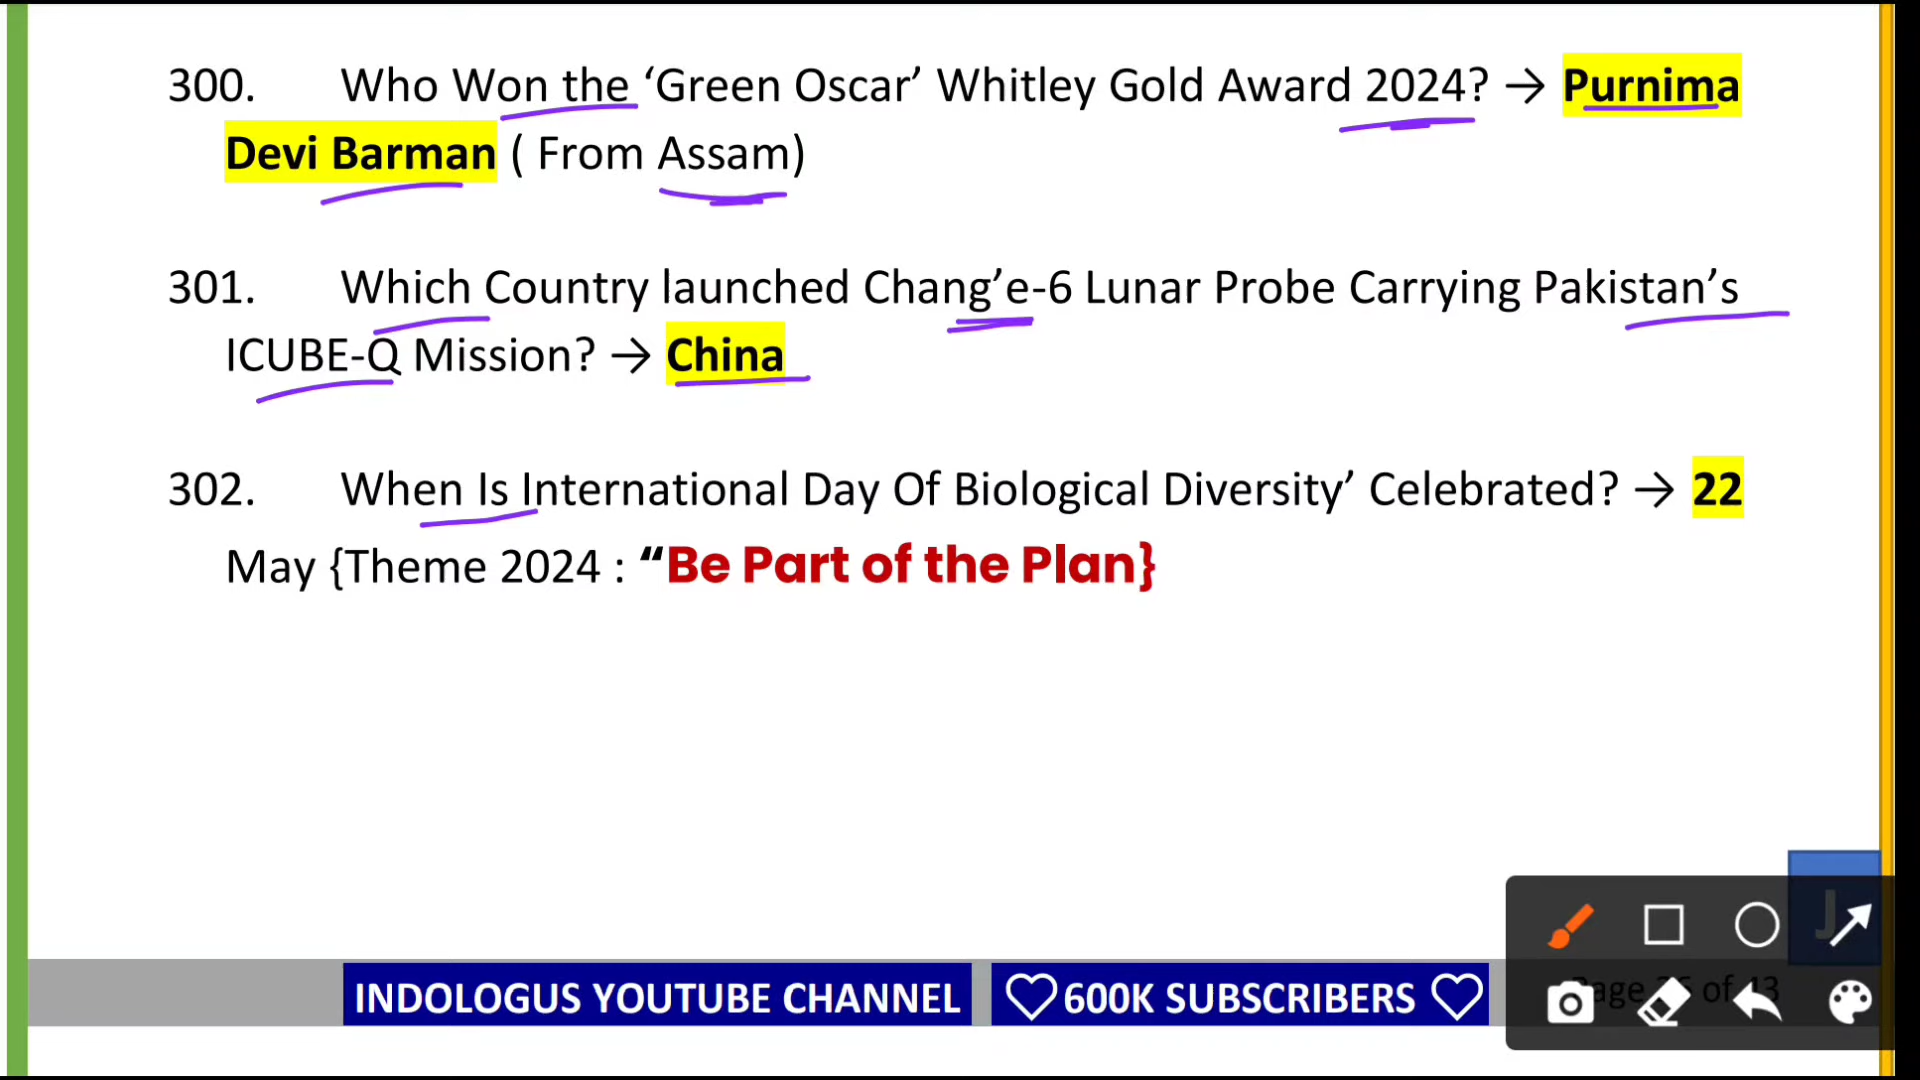 300. Who Won the ‘Green Oscar’ Whitley Gold Award 2024? → Purnima
Devi Barman ( From Assam)
301. Which Country launched Chang’e-6 Lunar Probe Carrying Pakistan’s
ICUBE-Q Mission? → China
302. When Is International Day Of Biological Diversity’ Celebrated? → 22
May {Theme 2024 : “Be Part of the Plan}
INDOLOGUS YOUTUBE CHANNEL ♡ 600K SUBSCRIBERS ♡